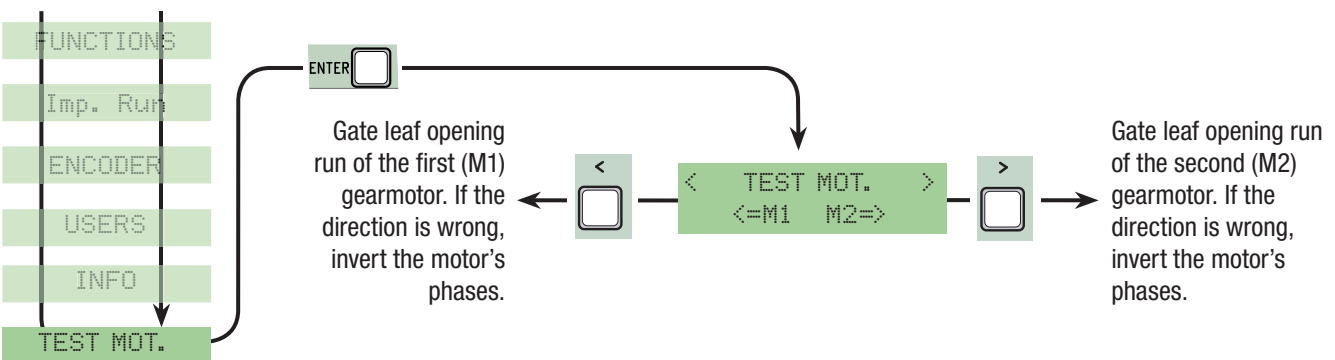 FUNCTIONS
Imp. Run
ENCODER
USERS
INFO
TEST MOT.
ENTER
Gate leaf opening
run of the first (M1)
gearmotor. If the
direction is wrong,
invert the motor's
phases.
<
< TEST MOT. >
<=M1 M2=>
>
Gate leaf opening run
of the second (M2)
gearmotor. If the
direction is wrong,
invert the motor's
phases.